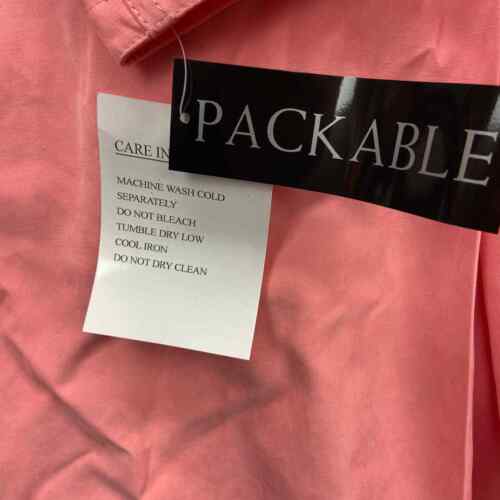 PACKABLE
CARE IN
MACHINE WASH COLD
SEPARATELY
DO NOT BLEACH
TUMBLE DRY LOW
COOL IRON
DO NOT DRY CLEAN